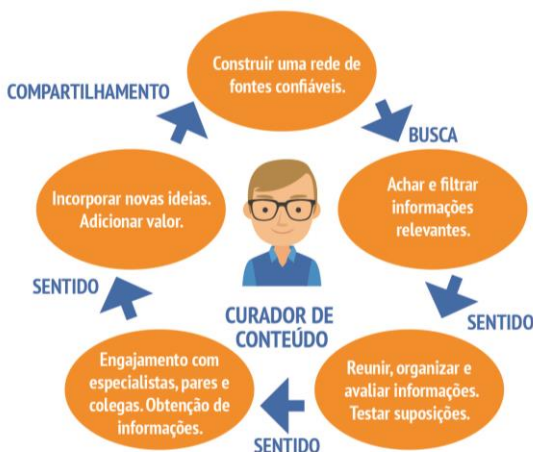 Construir uma rede de
fontes confiáveis.
BUSCA
Achar e filtrar
informações
relevantes.
SENTIDO
Reunir, organizar e
avaliar informações.
Testar suposições.
SENTIDO
Engajamento com
especialistas, pares e
colegas. Obtenção de
informações.
SENTIDO
Incorporar novas ideias.
Adicionar valor.
COMPARTILHAMENTO
CURADOR DE
CONTEÚDO